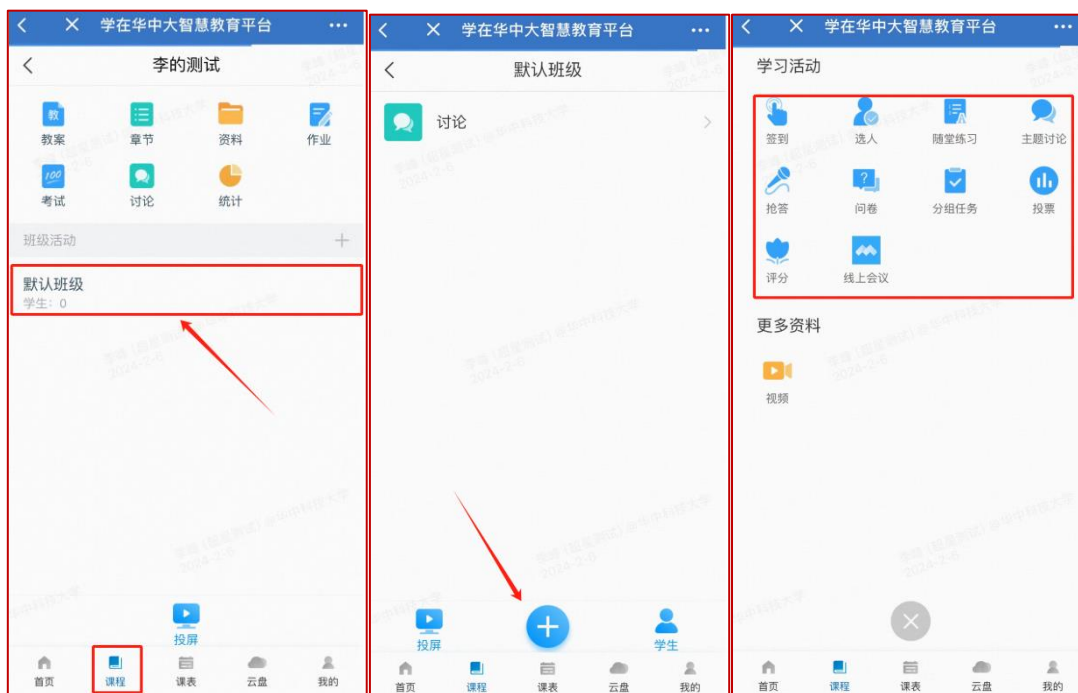 学在华中大智慧教育平台
李的测试
教
教案
章节
资料
作业
100
考试
讨论
统计
班级活动
默认班级
学生：0
投屏
首页
课程
课表
云盘
我的
学在华中大智慧教育平台
默认班级
讨论
投屏
学生
首页
课程
课表
云盘
我的
学在华中大智慧教育平台
学习活动
签到
选人
随堂练习
主题讨论
抢答
问卷
分组任务
投票
评分
线上会议
更多资料
视频
首页
课程
课表
云盘
我的